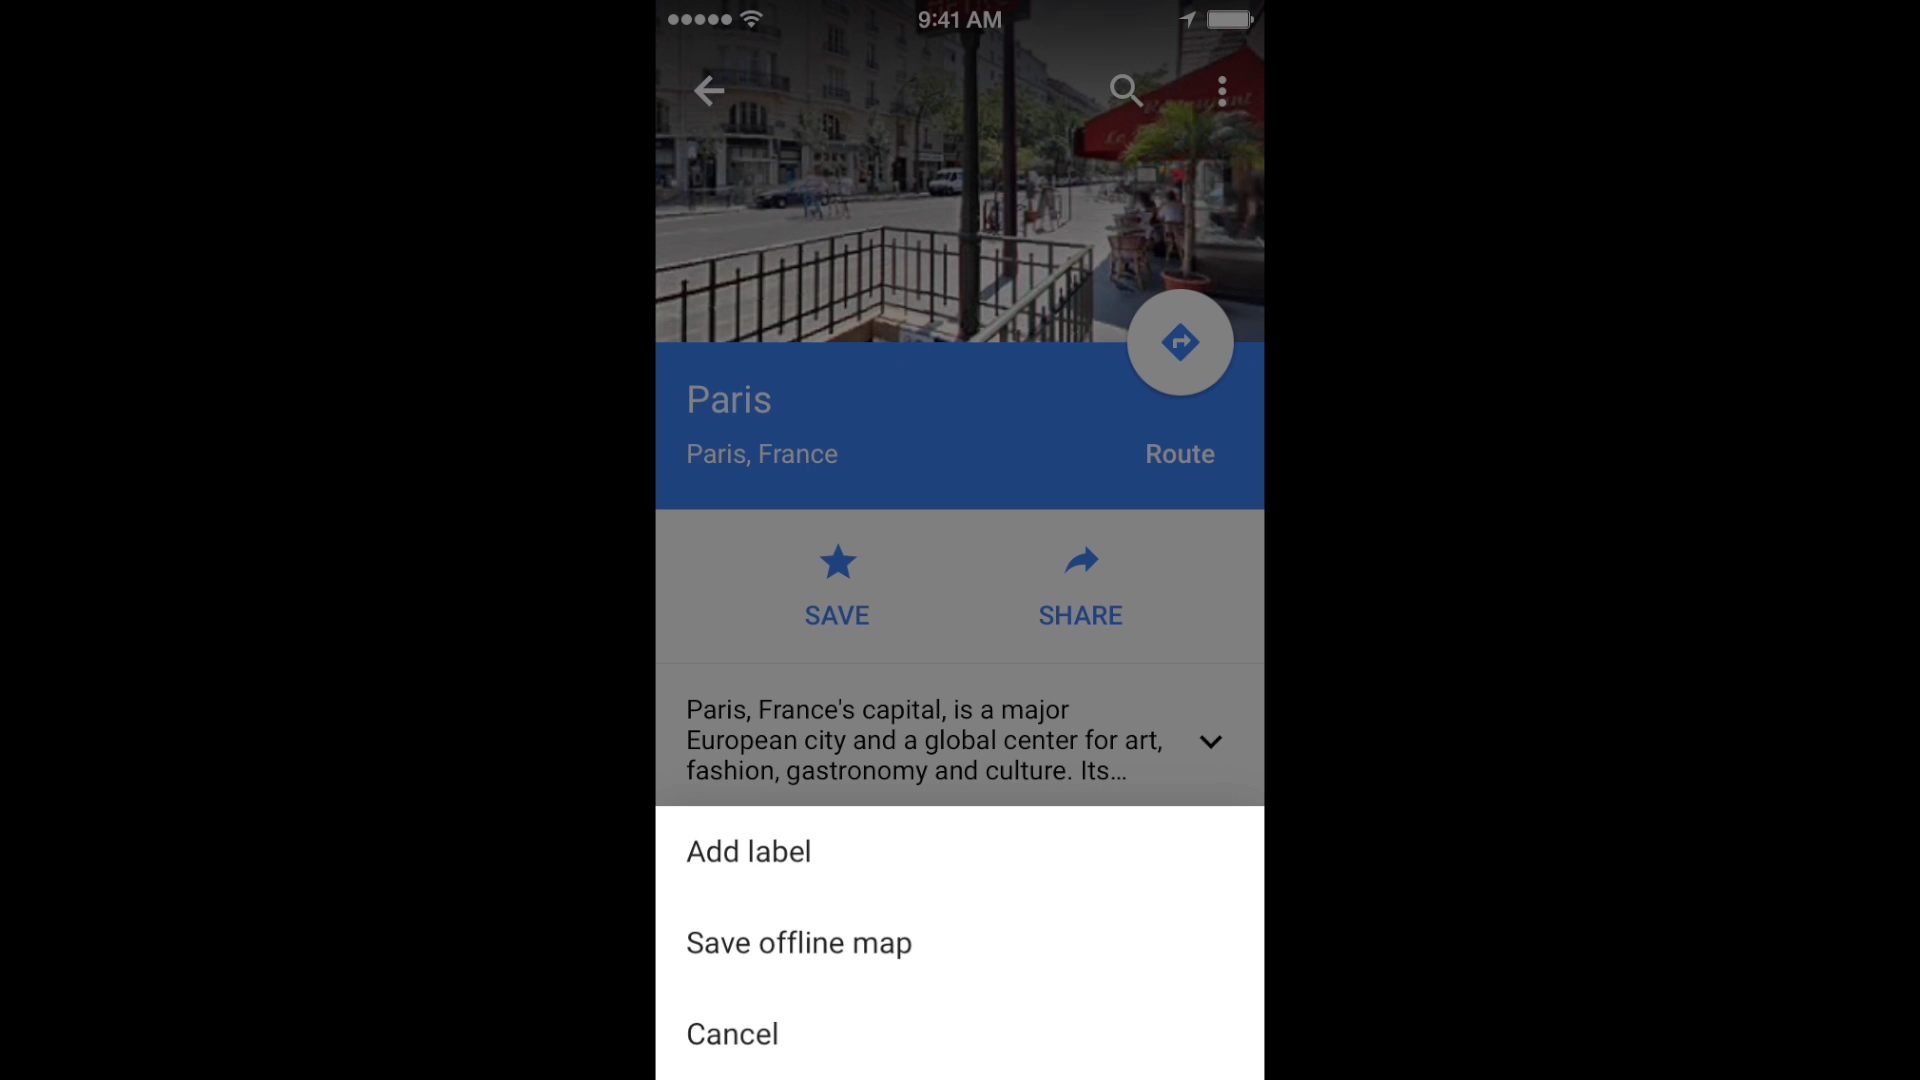 9:41 AM
Paris
Paris, France
Route
SAVE
SHARE
Paris, France's capital, is a major
European city and a global center for art,
fashion, gastronomy and culture. Its...
Add label
Save offline map
Cancel